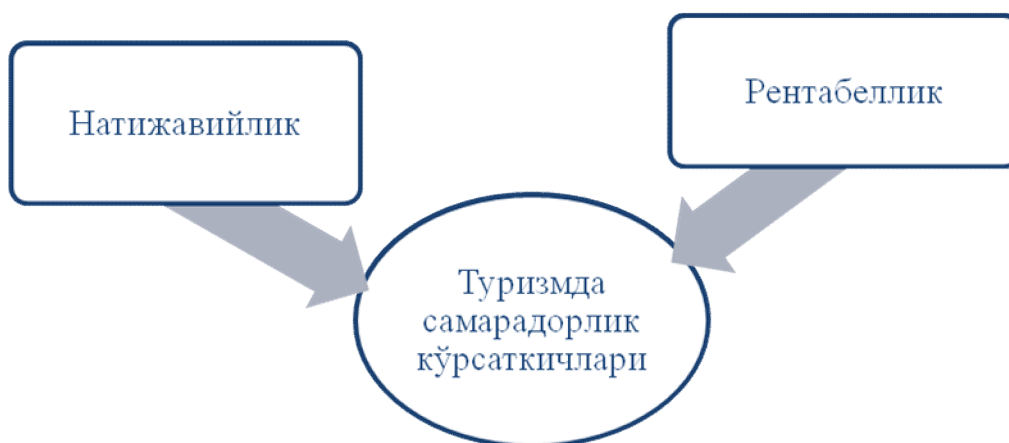 Натижавийлик
Рентабеллик
Туризмда
самарадорлик
кўрсаткичлари